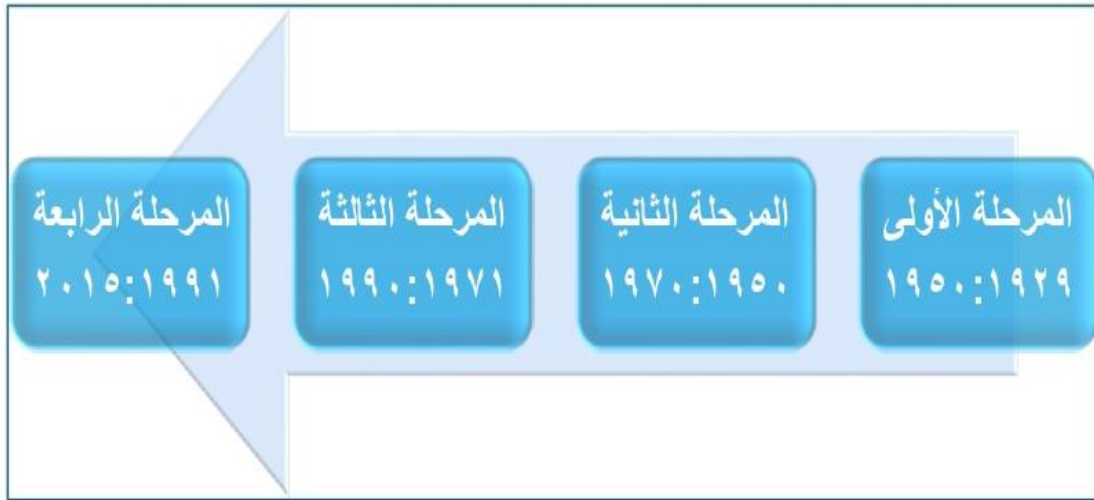 المرحلة الأولى
١٩٢٩:١٩٥٠
المرحلة الثانية
١٩٥٠:١٩٧٠
المرحلة الثالثة
١٩٧١:١٩٩٠
المرحلة الرابعة
١٩٩١:٢٠١٥